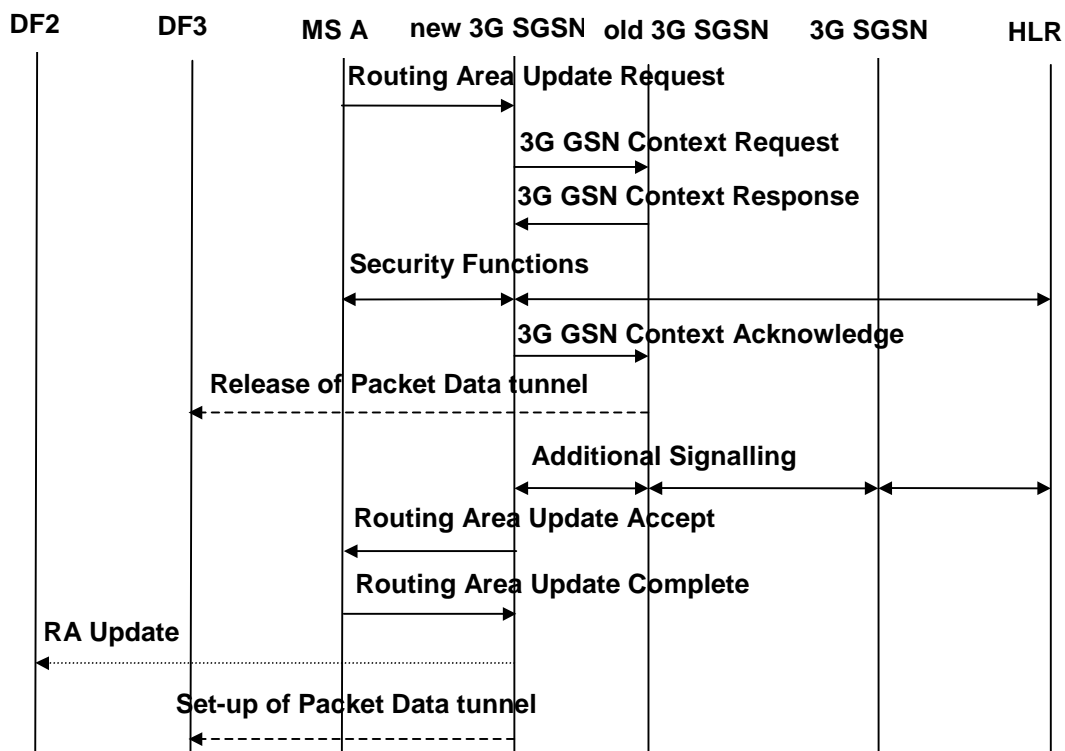 DF2 DF3 MS A new 3G SGSN old 3G SGSN 3G SGSN HLR
Routing Area Update Request
3G GSN Context Request
3G GSN Context Response
Security Functions
3G GSN Context Acknowledge
Release of Packet Data tunnel
Additional Signalling
Routing Area Update Accept
Routing Area Update Complete
RA Update
Set-up of Packet Data tunnel